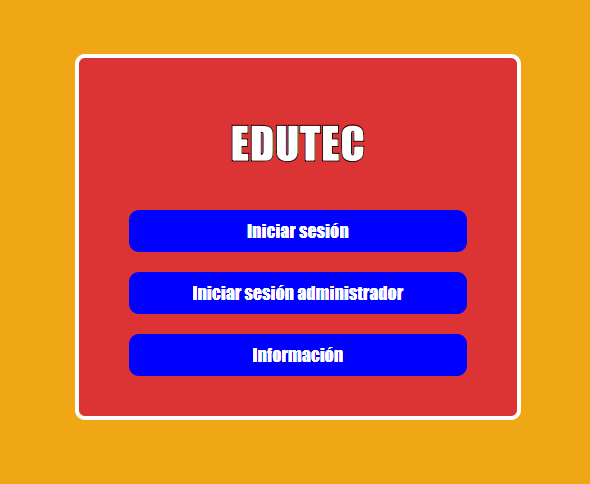 EDUTEC
Iniciar sesión
Iniciar sesión administrador
Información